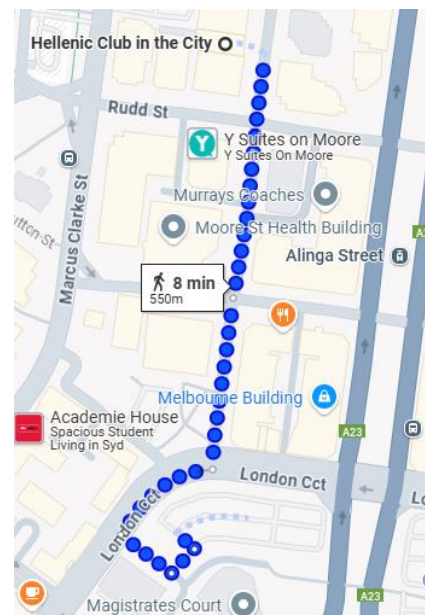 Hellenic Club in the City
Rudd St
Y Suites on Moore
Y Suites On Moore
Murrays Coaches
Moore St Health Building
Marcus Clarke St
Alinga Street
8 min
550m
Melbourne Building
Academie House
Spacious Student
Living in Syd
A23
London Cct
London Cct
A23
Magistrates Court